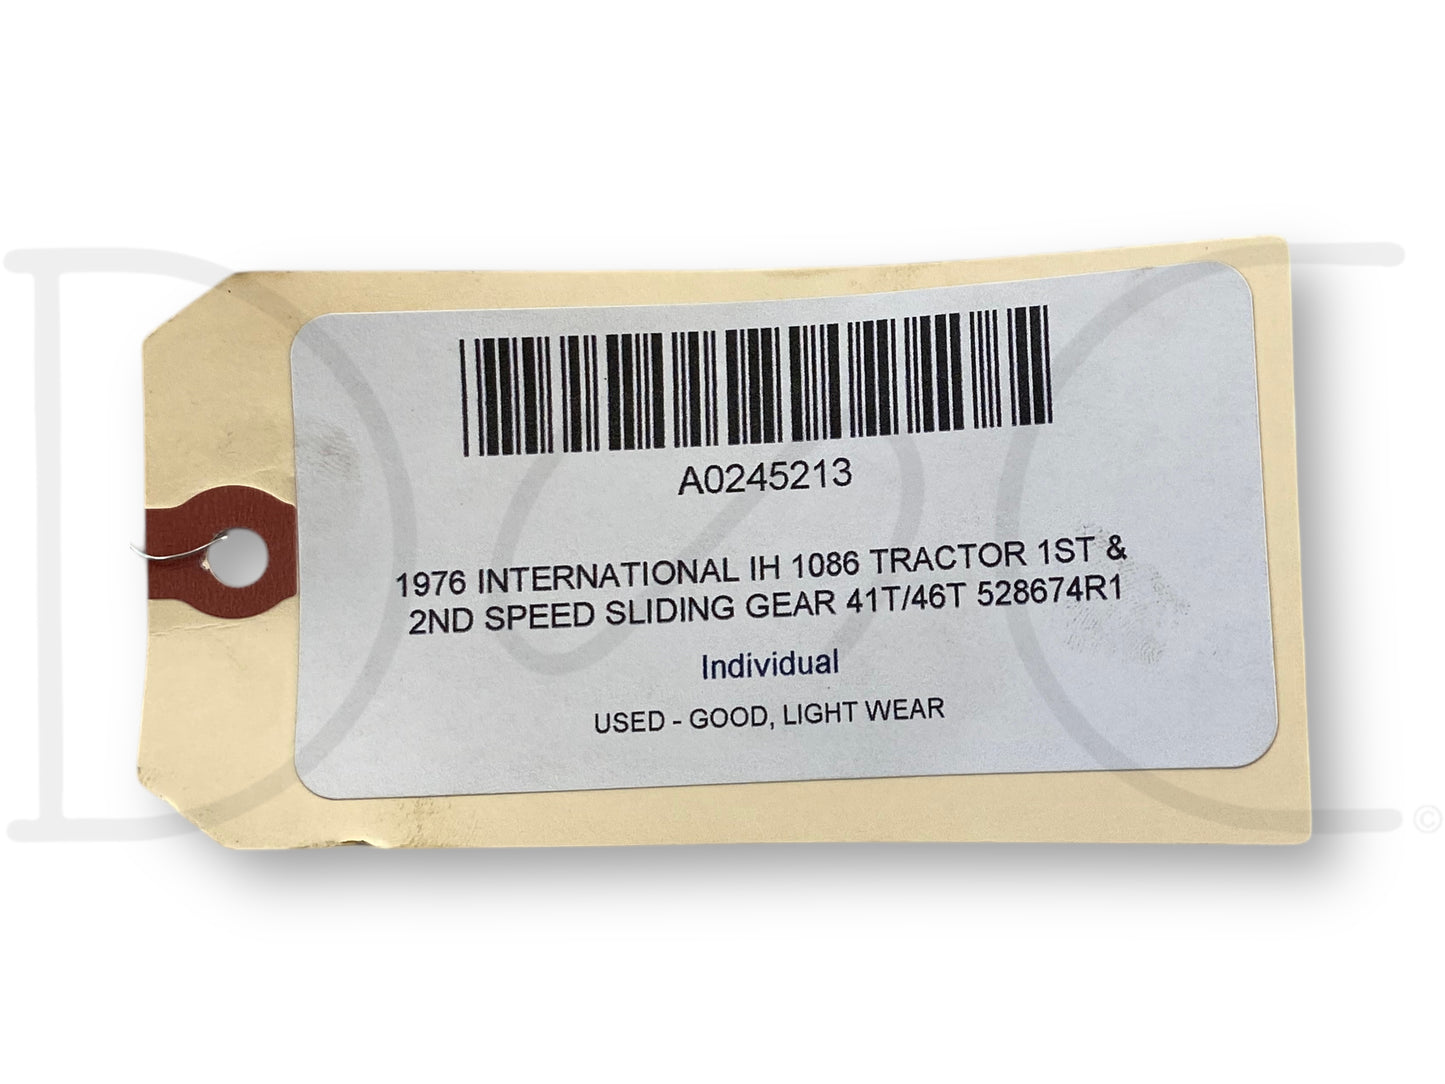 A0245213
1976 INTERNATIONAL IH 1086 TRACTOR 1ST &
2ND SPEED SLIDING GEAR 41T/46T 528674R1
Individual
USED - GOOD, LIGHT WEAR
©